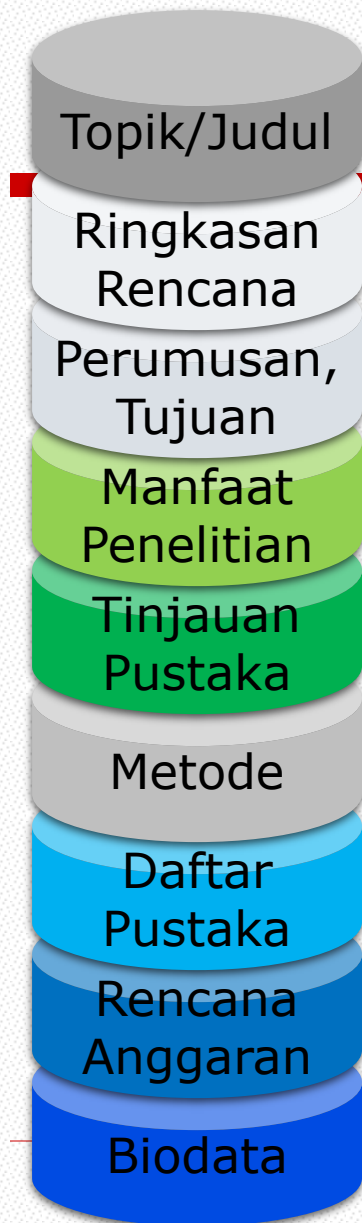 Topik/Judul
Ringkasan
Rencana
Perumusan,
Tujuan
Manfaat
Penelitian
Tinjauan
Pustaka
Metode
Daftar
Pustaka
Rencana
Anggaran
Biodata